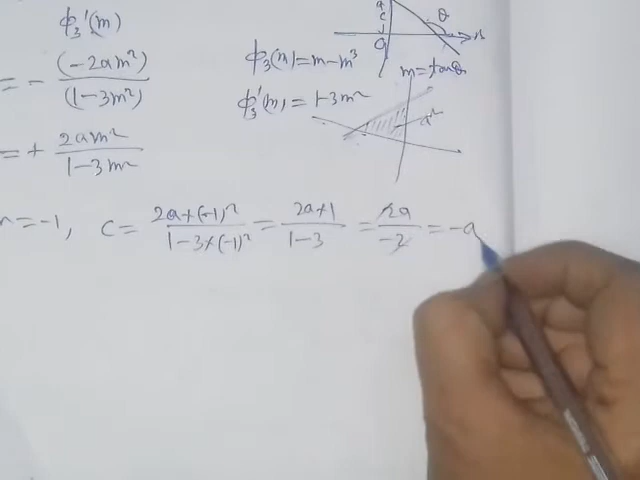 ϕ₃'(m)
= - (-2am²) / (1-3m²)
= + 2am² / 1-3m²
a
c
O
θ
x
ϕ₃(m) = m-m³
m = tanθ
ϕ₃'(m) = 1-3m²
a²
m = -1, c = 2a×(-1)² / 1-3×(-1)² = 2a×1 / 1-3 = 2a / -2 = -a